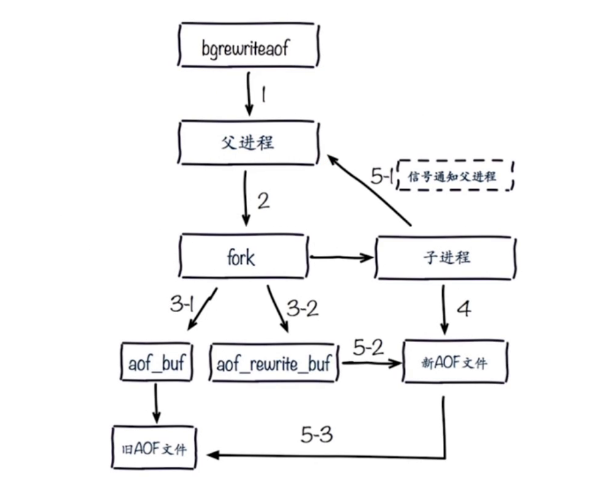 bgrewriteaof
1
父进程
5-1
信号通知父进程
2
fork
子进程
3-1
3-2
4
aof_buf
aof_rewrite_buf
5-2
新AOF文件
5-3
旧AOF文件